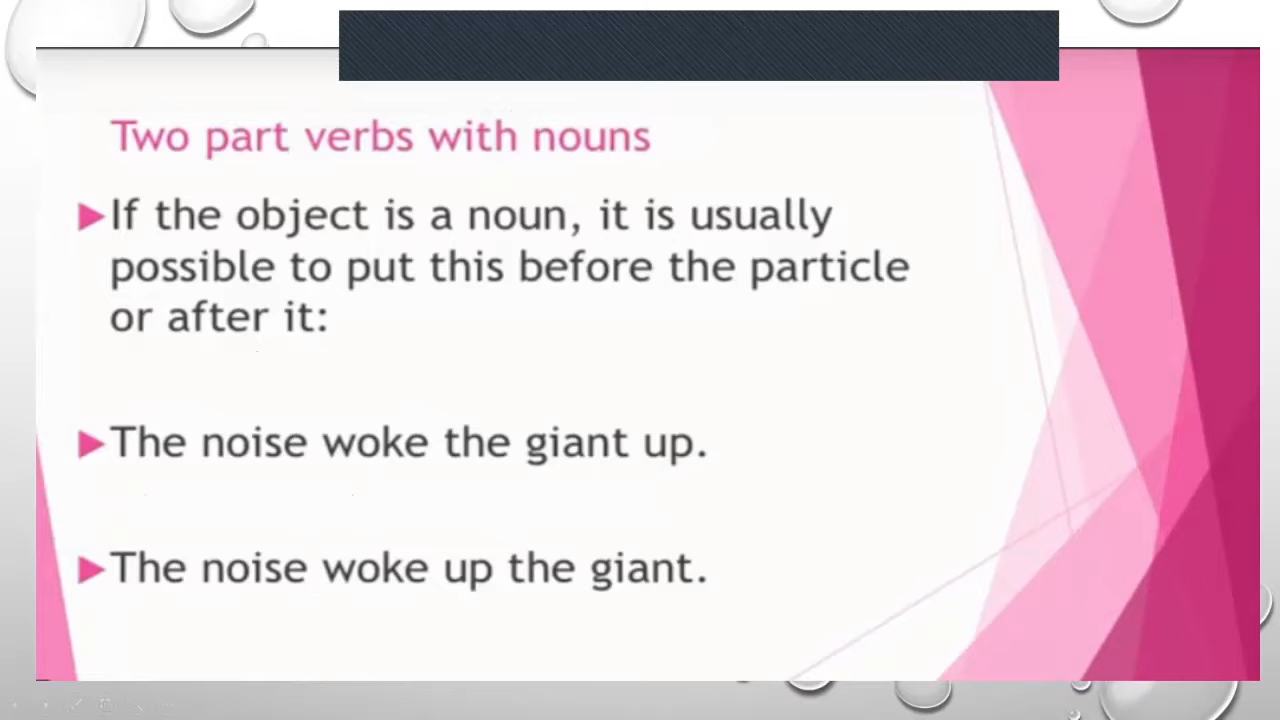 Two part verbs with nouns
If the object is a noun, it is usually
possible to put this before the particle
or after it:
The noise woke the giant up.
The noise woke up the giant.